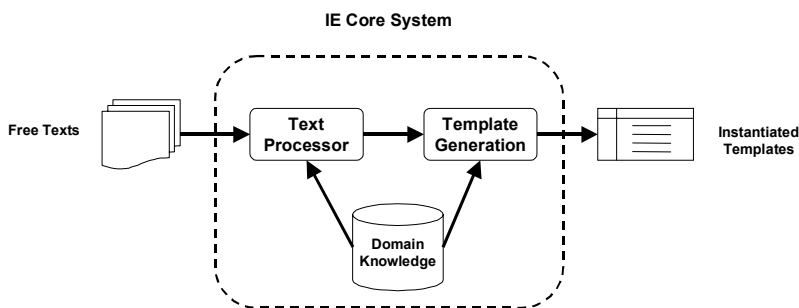 IE Core System
Free Texts
Text
Processor
Template
Generation
Instantiated
Templates
Domain
Knowledge